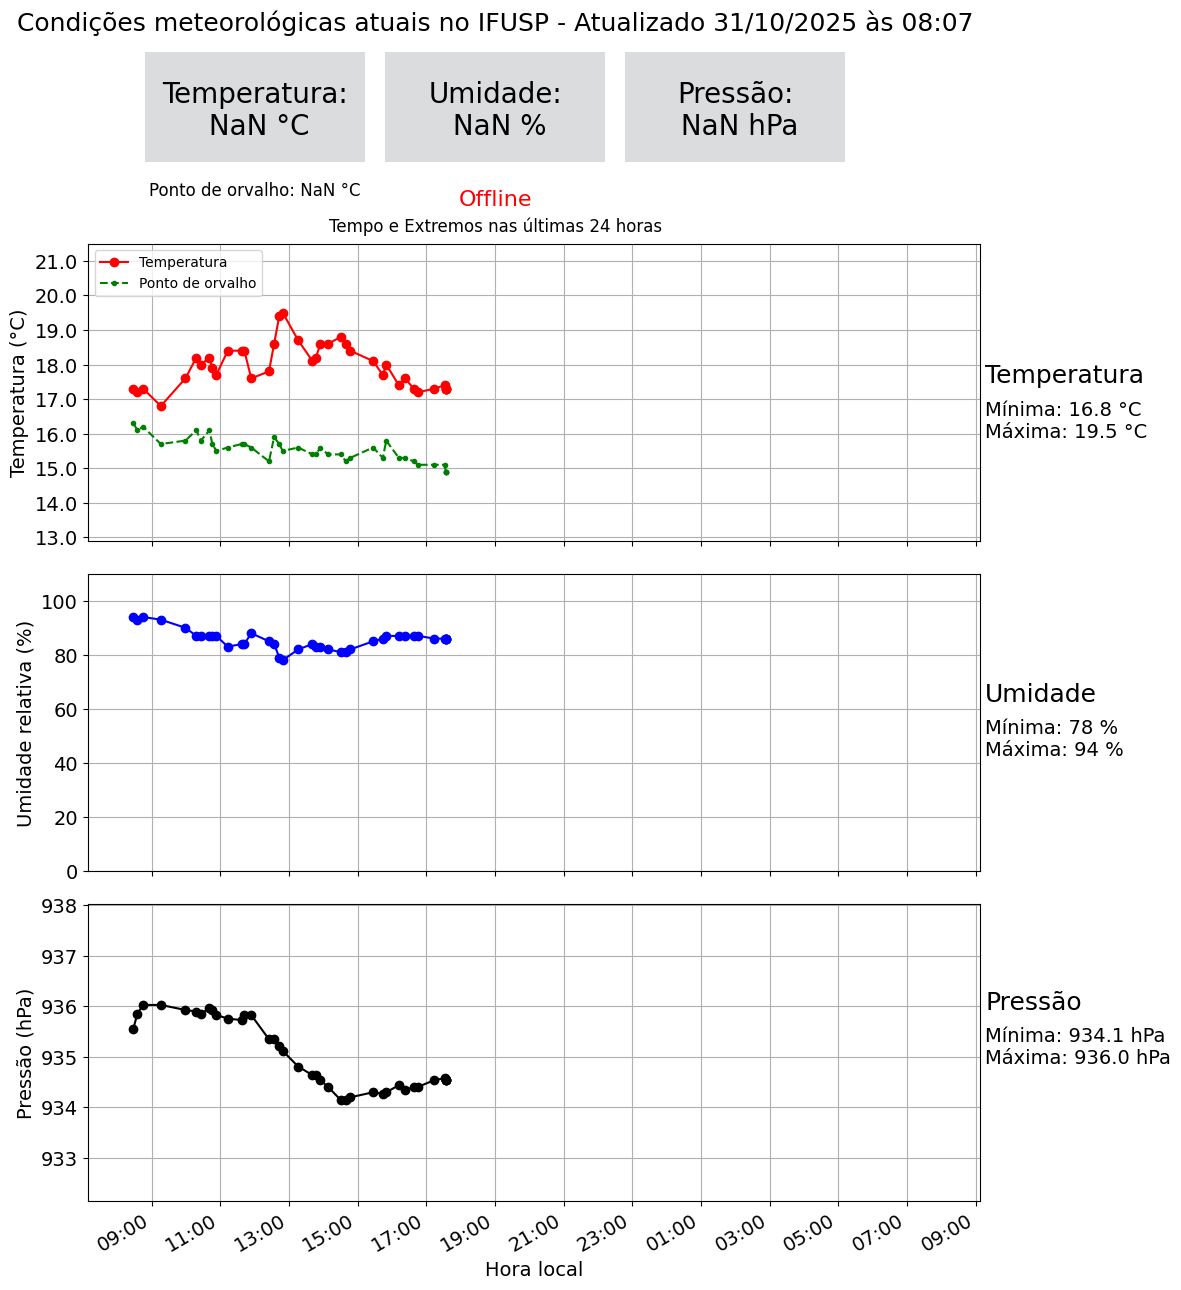 Condições meteorológicas atuais no IFUSP - Atualizado 31/10/2025 às 08:07
Temperatura:
NaN °C
Umidade:
NaN %
Pressão:
NaN hPa
Ponto de orvalho: NaN °C
Offline
Tempo e Extremos nas últimas 24 horas
Temperatura
Ponto de orvalho
Temperatura (°C)
21.0
20.0
19.0
18.0
17.0
16.0
15.0
14.0
13.0
Temperatura
Mínima: 16.8 °C
Máxima: 19.5 °C
Umidade relativa (%)
100
80
60
40
20
0
Umidade
Mínima: 78 %
Máxima: 94 %
Pressão (hPa)
938
937
936
935
934
933
Pressão
Mínima: 934.1 hPa
Máxima: 936.0 hPa
09:00 11:00 13:00 15:00 17:00 19:00 21:00 23:00 01:00 03:00 05:00 07:00 09:00
Hora local